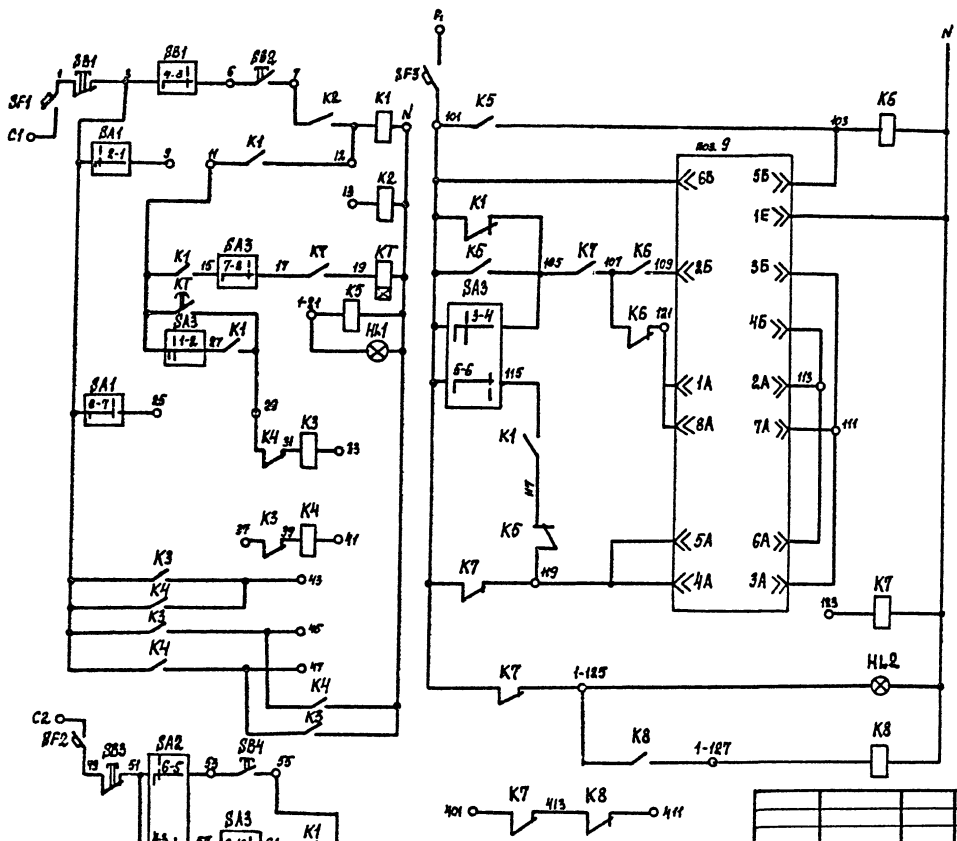 P1
N
SB1
SB1
SB2
1
3
4-3
6
7
SF1
C1
K2
K1
N
SF3
101
K5
103
K6
SA1
2-1
9
11
K1
12
поз. 9
6В
5Б
13
K2
K1
1Е
K1
15
SA3
7-8
17
K7
19
KT
K5
105
K7
107
K6
109
2Б
3Б
KT
1-21
K5
HL1
SA3
3-4
K6
121
4Б
SA3
1-2
27
K1
5-6
115
1А
2А
113
SA1
8-7
25
29
8А
7А
111
K4
31
K3
33
K1
117
37
K3
39
K4
41
K6
5А
6А
K3
43
K7
119
4А
3А
K7
K4
123
K3
45
K4
47
K7
1-125
HL2
K4
K3
C2
SF2
49
SB3
51
SA2
6-5
53
SB4
55
K8
1-127
K8
401
K7
413
K8
411
SA3
K1